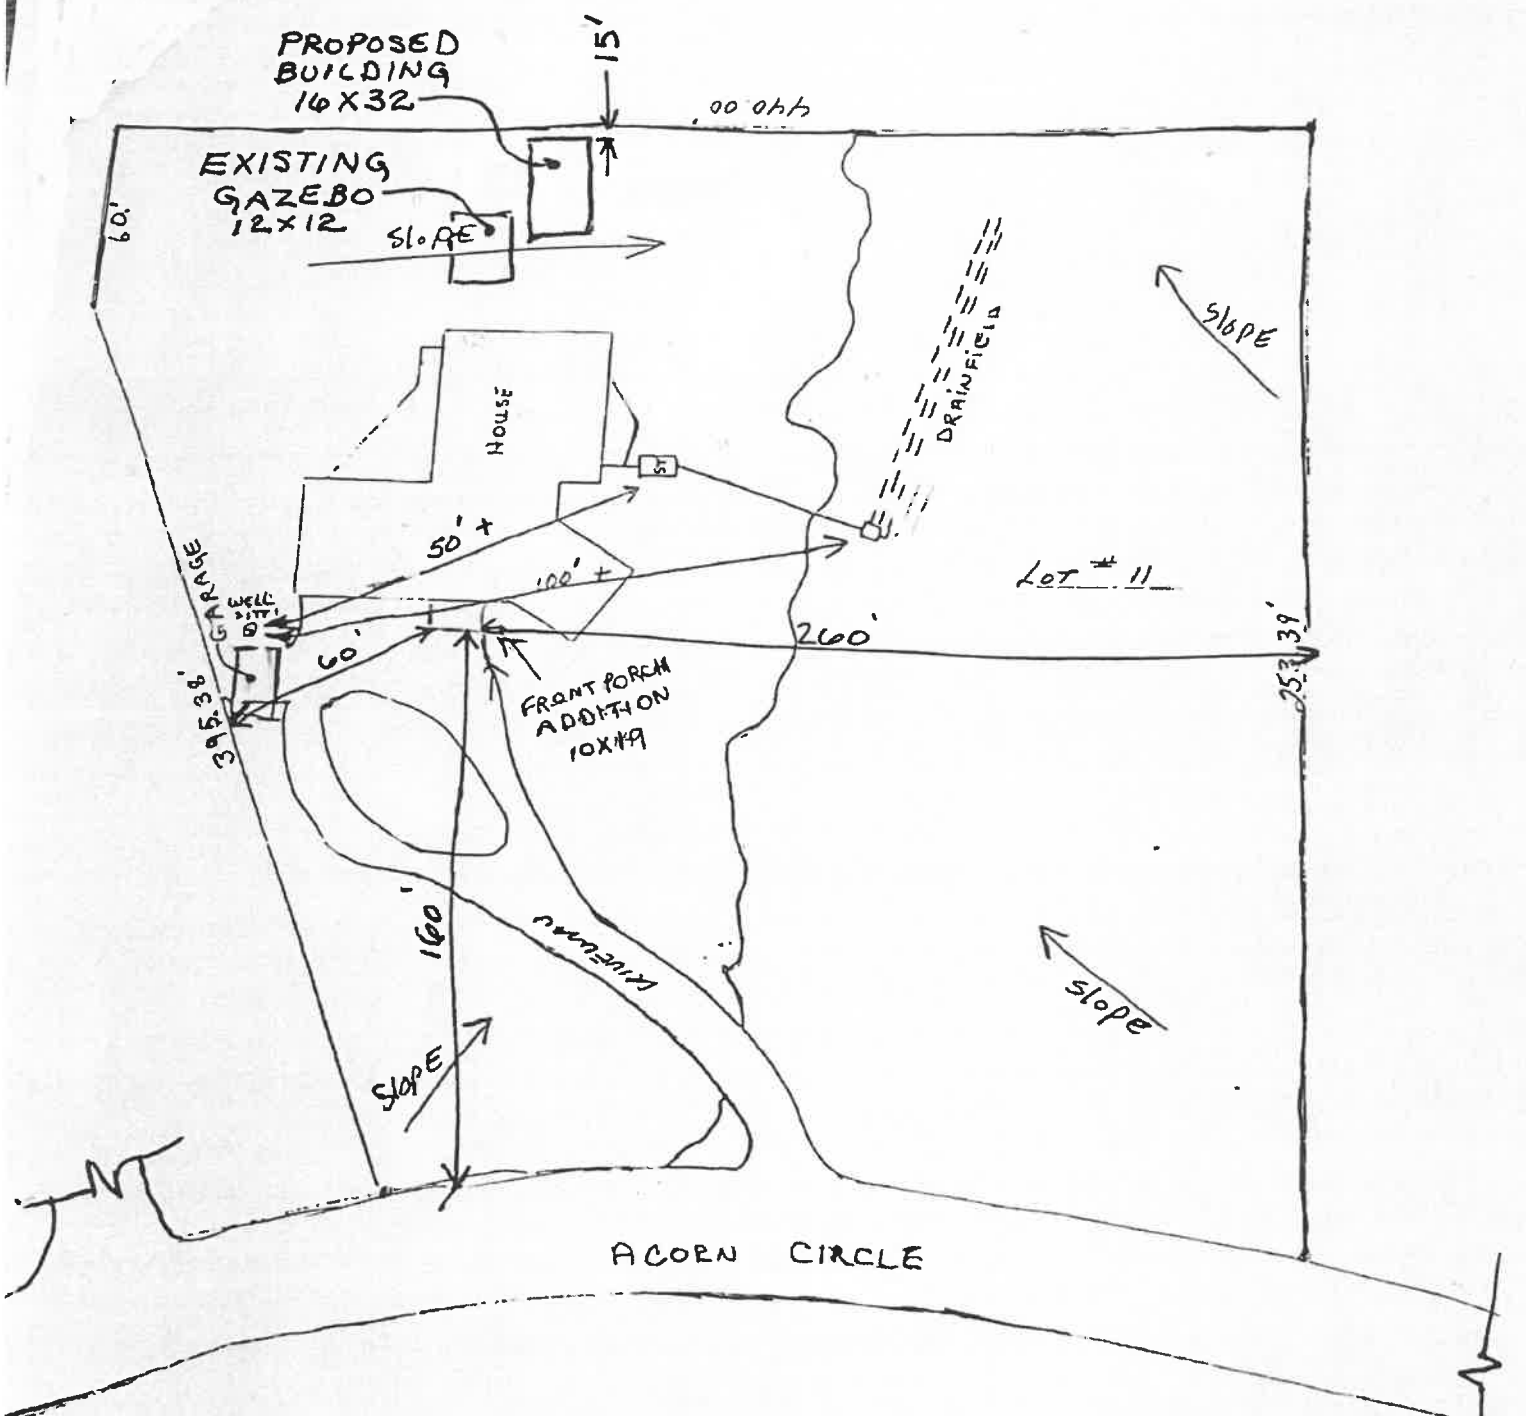 PROPOSED
BUILDING
16X32
15'
440.00
EXISTING
GAZEBO
12X12
60.'
SlopE
SlopE
DRAINFIELD
HOUSE
ST
50' +
100' +
LOT # 11
GARAGE
WELL
60'
260'
253.39'
395.38'
FRONT PORCH
ADDITION
160'
DRIVEWAY
Slope
SlopE
ACORN CIRCLE